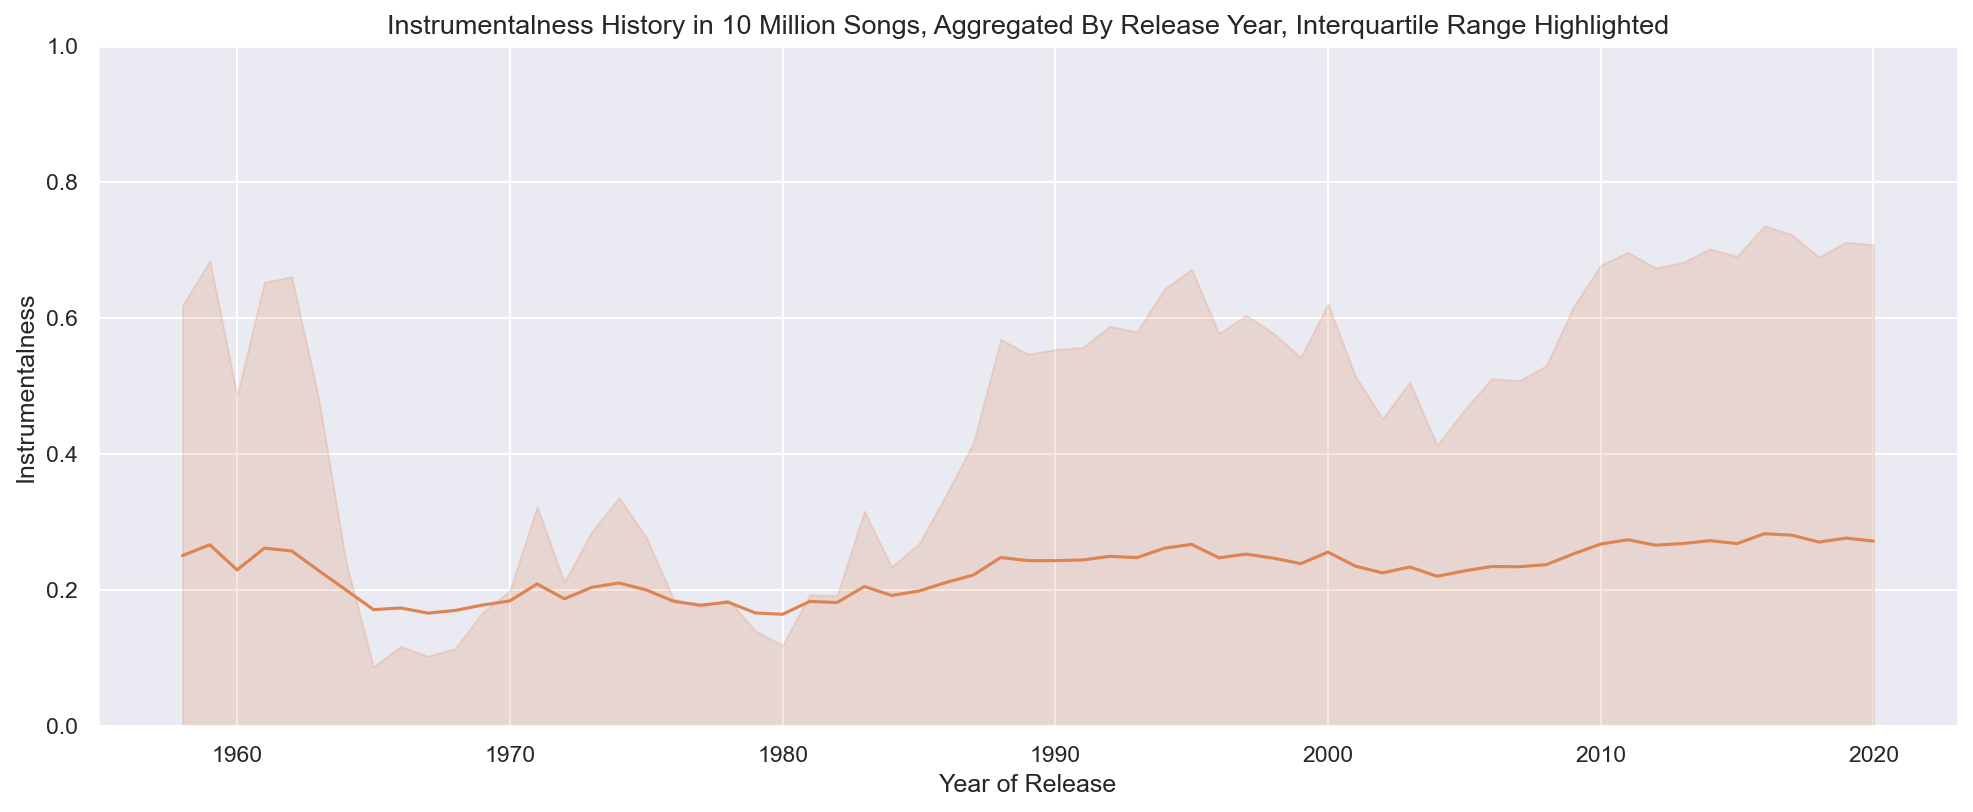 Instrumentalness History in 10 Million Songs, Aggregated By Release Year, Interquartile Range Highlighted
1.0
0.8
0.6
0.4
0.2
0.0
Instrumentalness
1960 1970 1980 1990 2000 2010 2020
Year of Release